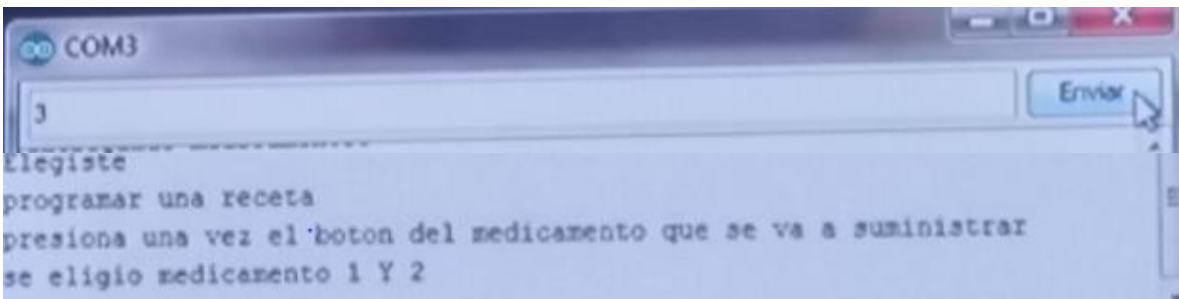 COM3
3
Enviar
Elegiste
programar una receta
presiona una vez el boton del medicamento que se va a suministrar
se eligio medicamento 1 Y 2